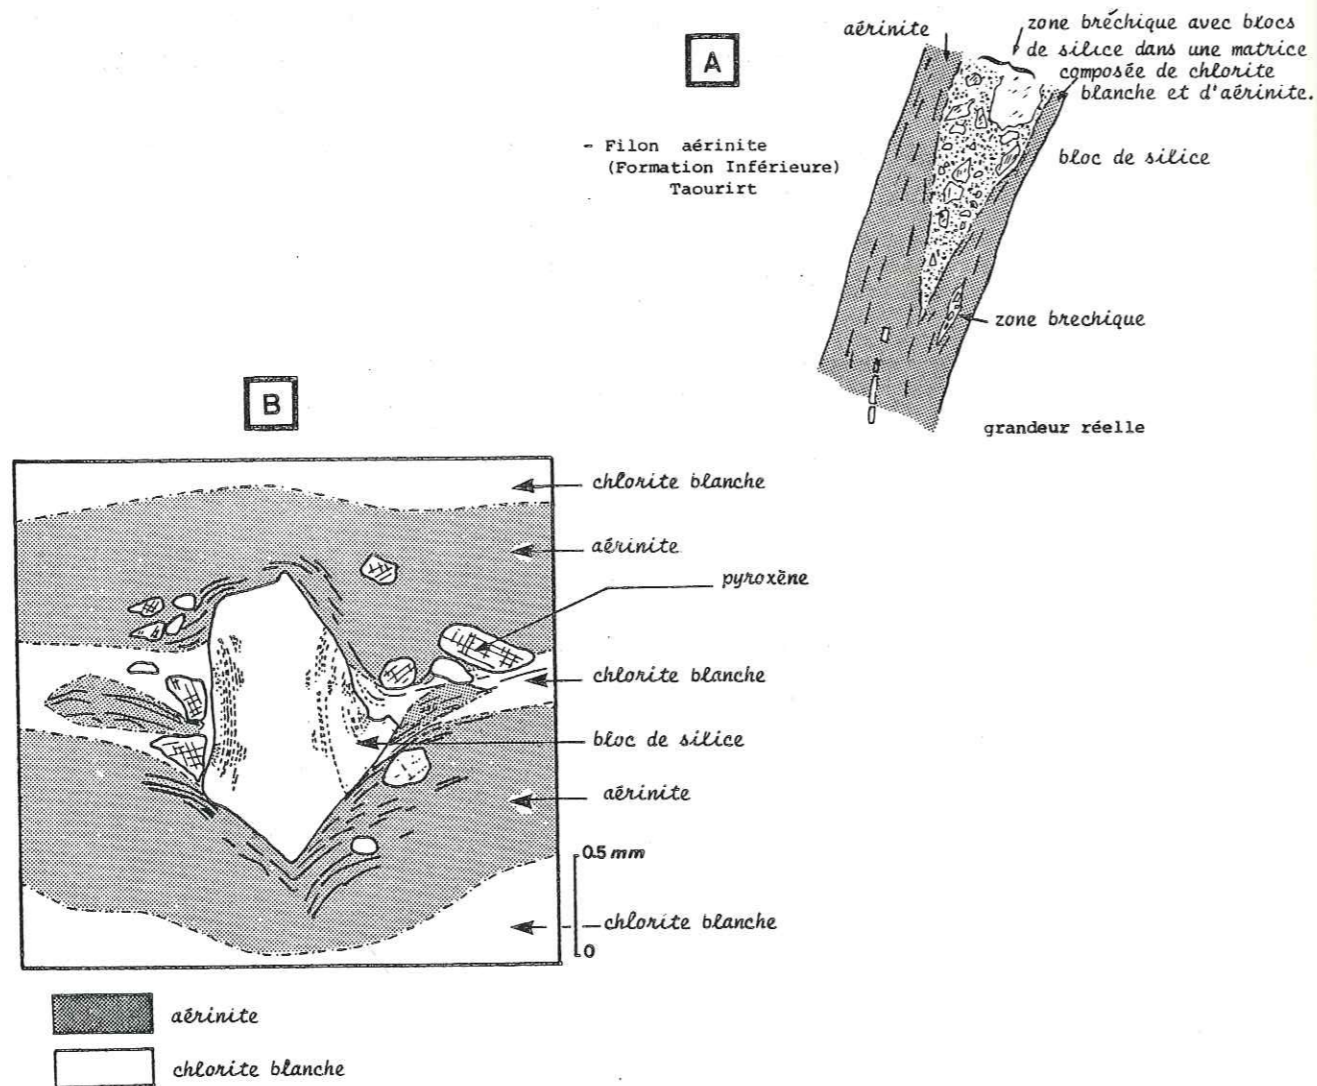 A
aérinite
zone bréchique avec blocs
de silice dans une matrice
composée de chlorite
blanche et d'aérinite.
- Filon aérinite
(Formation Inférieure)
Taourirt
bloc de silice
zone brechique
grandeur réelle
B
chlorite blanche
aérinite
pyroxène
chlorite blanche
bloc de silice
aérinite
0.5 mm
chlorite blanche
0
aérinite
chlorite blanche